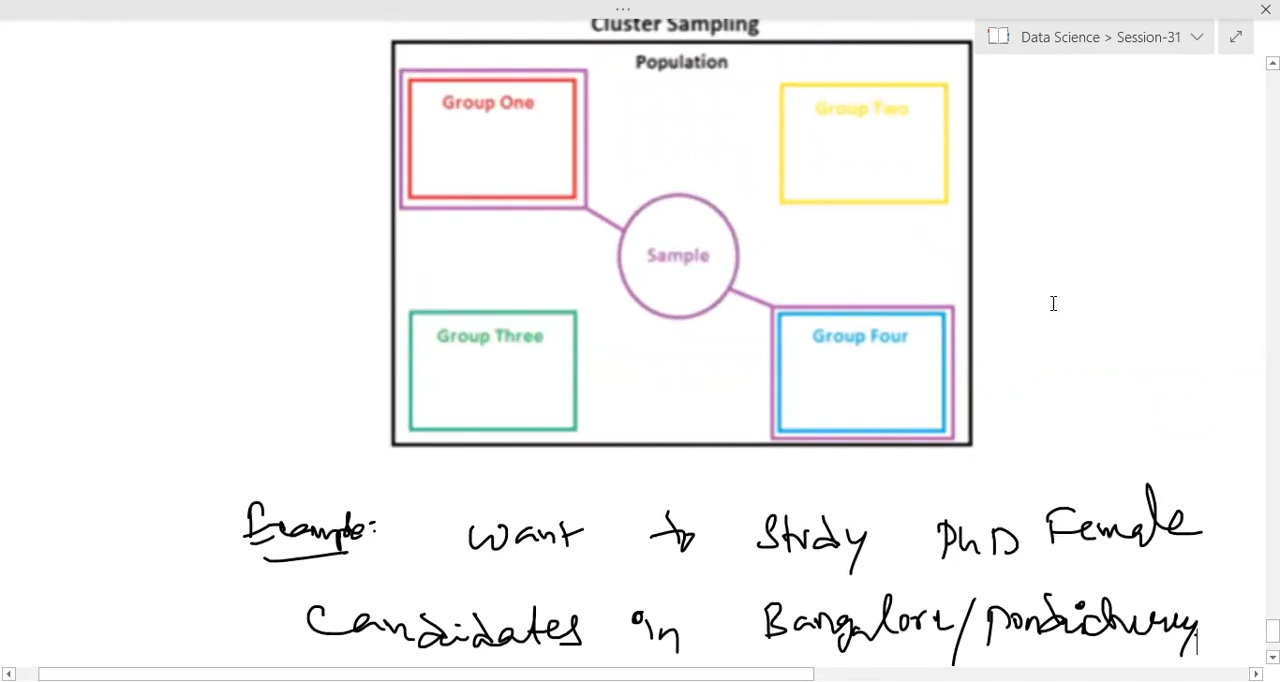 Cluster Sampling
Data Science > Session-31
Population
Group One
Group Two
Sample
Group Three
Group Four
Example: want to Study PhD Female
Candidates in Bangalore/pondicherry